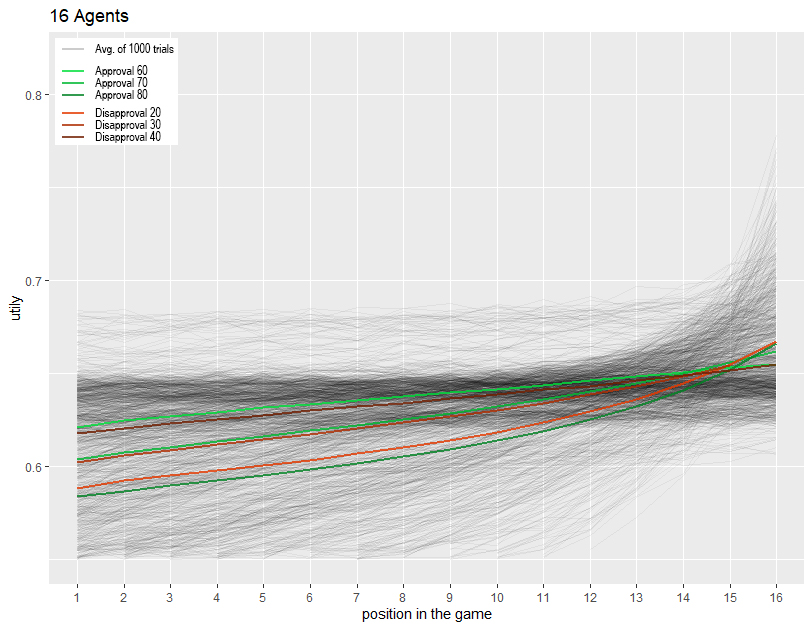 16 Agents
Avg. of 1000 trials
Approval 60
Approval 70
Approval 80
Disapproval 20
Disapproval 30
Disapproval 40
0.8
0.7
0.6
utily
1 2 3 4 5 6 7 8 9 10 11 12 13 14 15 16
position in the game